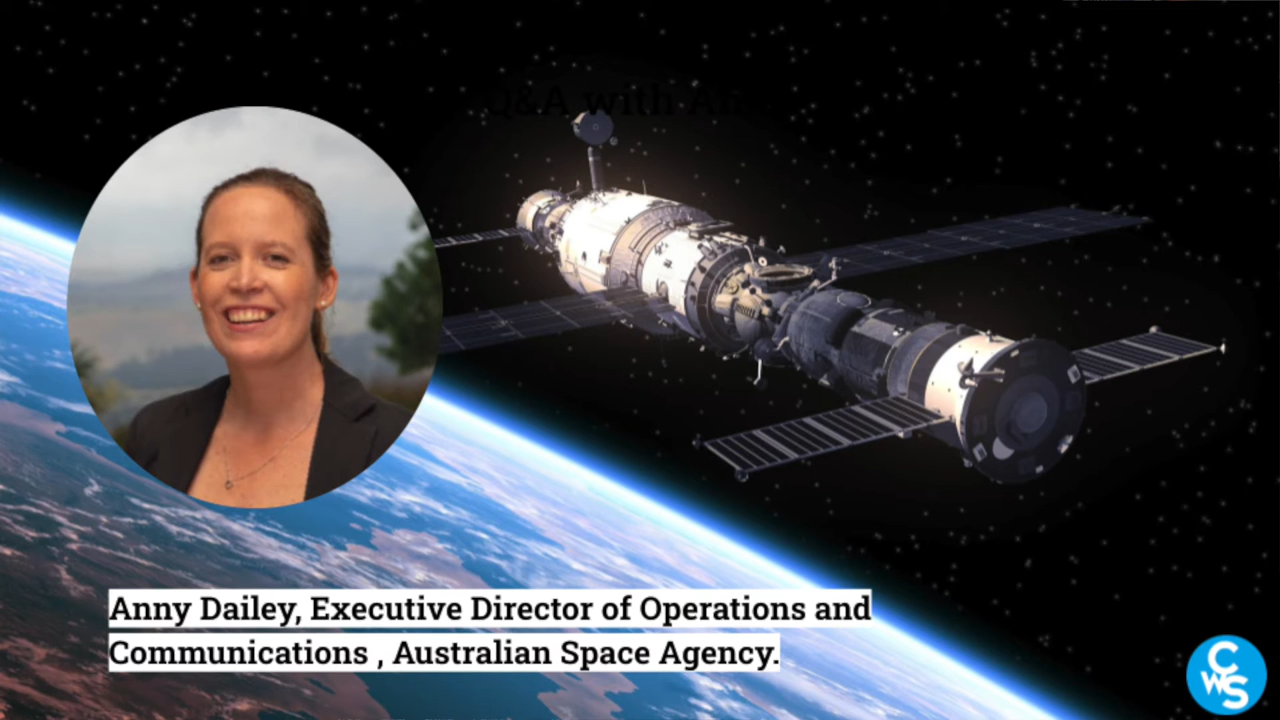 Q&A with
Anny Dailey, Executive Director of Operations and
Communications , Australian Space Agency.
CWS